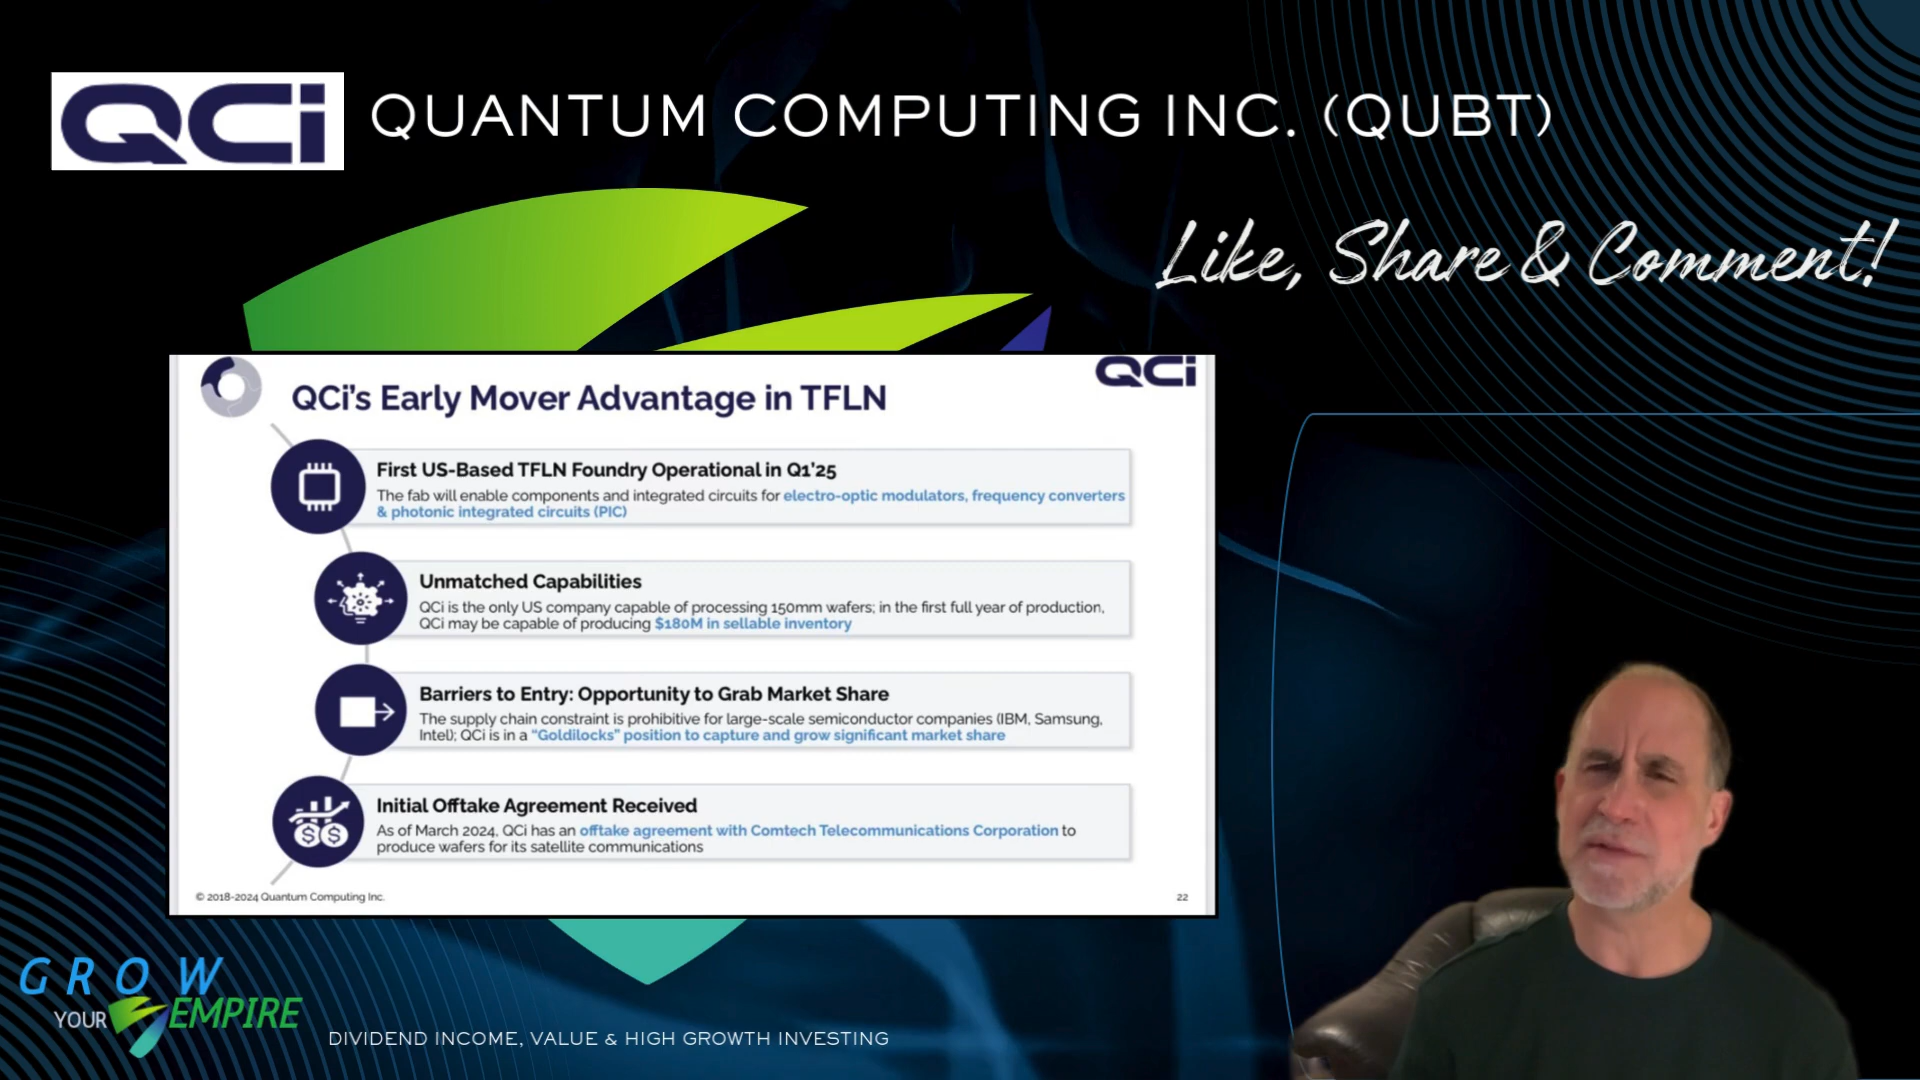 QCi QUANTUM COMPUTING INC. (QUBT)
Like, Share & Comment!
QCi
QCi's Early Mover Advantage in TFLN
First US-Based TFLN Foundry Operational in Q1'25
The fab will enable components and integrated circuits for electro-optic modulators, frequency converters
& photonic integrated circuits (PIC)
Unmatched Capabilities
QCi is the only US company capable of processing 150mm wafers; in the first full year of production,
QCi may be capable of producing $180M in sellable inventory
Barriers to Entry: Opportunity to Grab Market Share
The supply chain constraint is prohibitive for large-scale semiconductor companies (IBM, Samsung,
Intel); QCi is in a "Goldilocks" position to capture and grow significant market share
Initial Offtake Agreement Received
As of March 2024, QCi has an offtake agreement with Comtech Telecommunications Corporation to
produce wafers for its satellite communications
© 2018-2024 Quantum Computing Inc.
22
GROW
YOUR EMPIRE
DIVIDEND INCOME, VALUE & HIGH GROWTH INVESTING